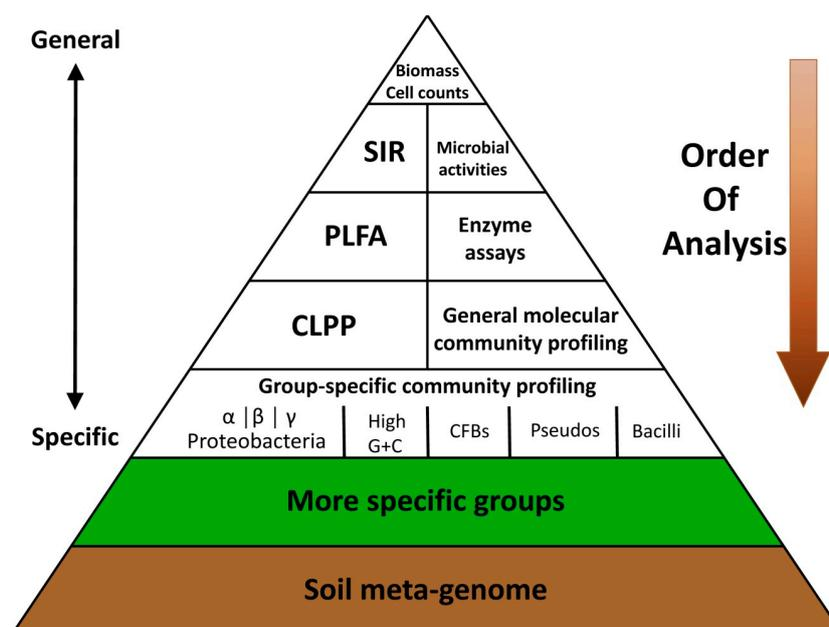 General
Biomass
Cell counts
SIR
Microbial
activities
Order
Of
Analysis
PLFA
Enzyme
assays
CLPP
General molecular
community profiling
Group-specific community profiling
Specific
α | β | γ
Proteobacteria
High
G+C
CFBs
Pseudos
Bacilli
More specific groups
Soil meta-genome